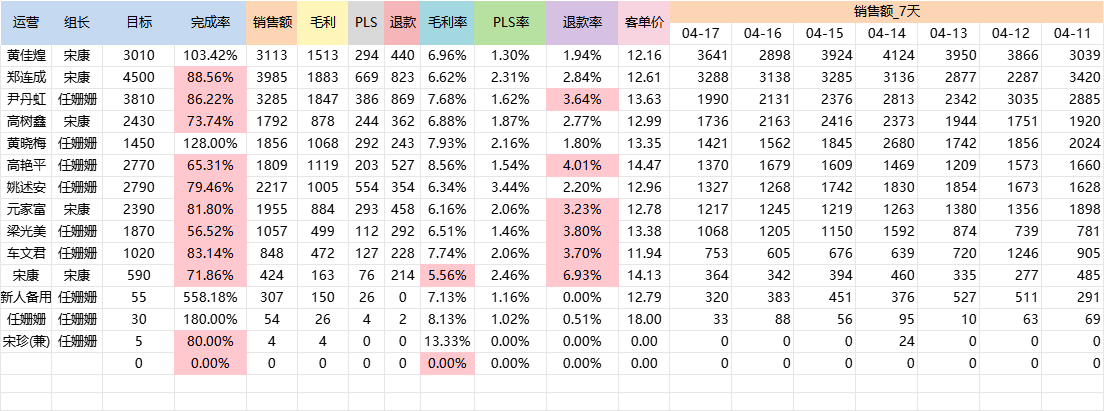 运营 组长 目标 完成率 销售额 毛利 PLS 退款 毛利率 PLS率 退款率 客单价 销售额_7天
04-17 04-16 04-15 04-14 04-13 04-12 04-11
黄佳煌 宋康 3010 103.42% 3113 1513 294 440 6.96% 1.30% 1.94% 12.16 3641 2898 3924 4124 3950 3866 3039
郑连成 宋康 4500 88.56% 3985 1883 669 823 6.62% 2.31% 2.84% 12.61 3288 3138 3285 3136 2877 2287 3420
尹丹虹 任姗姗 3810 86.22% 3285 1847 386 869 7.68% 1.62% 3.64% 13.63 1990 2131 2376 2813 2342 3035 2885
高树鑫 宋康 2430 73.74% 1792 878 244 362 6.88% 1.87% 2.77% 12.99 1736 2163 2416 2373 1944 1751 1920
黄晓梅 任姗姗 1450 128.00% 1856 1068 292 243 7.93% 2.16% 1.80% 13.35 1421 1562 1845 2680 1742 1856 2024
高艳平 任姗姗 2770 65.31% 1809 1119 203 527 8.56% 1.54% 4.01% 14.47 1370 1679 1609 1469 1209 1573 1660
姚述安 任姗姗 2790 79.46% 2217 1005 554 354 6.34% 3.44% 2.20% 12.96 1327 1268 1742 1830 1854 1673 1628
元家富 宋康 2390 81.80% 1955 884 293 458 6.16% 2.06% 3.23% 12.78 1217 1245 1219 1263 1380 1356 1898
梁光美 任姗姗 1870 56.52% 1057 499 112 292 6.51% 1.46% 3.80% 13.38 1068 1205 1150 1592 874 739 781
车文君 任姗姗 1020 83.14% 848 472 127 228 7.74% 2.06% 3.70% 11.94 753 605 676 639 720 1246 905
宋康 宋康 590 71.86% 424 163 76 214 5.56% 2.46% 6.93% 14.13 364 342 394 460 335 277 485
新人备用 任姗姗 55 558.18% 307 150 26 0 7.13% 1.16% 0.00% 12.79 320 383 451 376 527 511 291
任姗姗 任姗姗 30 180.00% 54 26 4 2 8.13% 1.02% 0.51% 18.00 33 88 56 95 10 63 69
宋珍(兼) 任姗姗 5 80.00% 4 4 0 0 13.33% 0.00% 0.00% 0.00 0 0 0 24 0 0 0
0 0.00% 0 0 0 0 0.00% 0.00% 0.00% 0.00 0 0 0 0 0 0 0